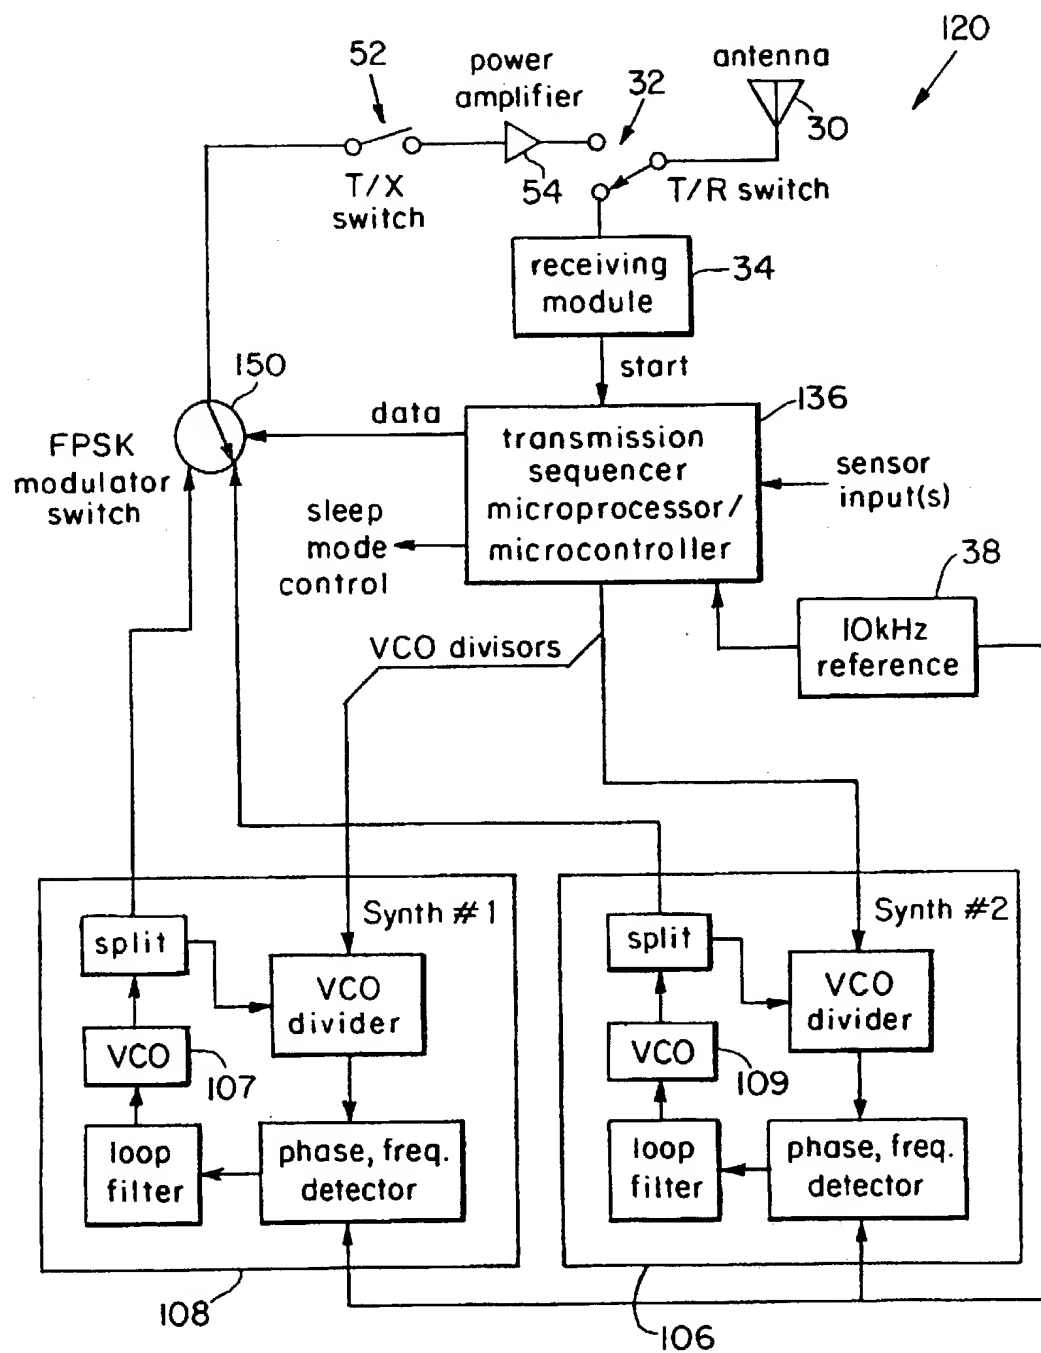 120
52
power
amplifier
32
antenna
30
54
T/X
switch
T/R switch
receiving
module
34
start
150
136
data
FPSK
modulator
switch
transmission
sequencer
microprocessor/
microcontroller
sensor
input(s)
sleep
mode
control
38
10kHz
reference
VCO divisors
Synth #1
split
VCO
divider
VCO
107
loop
filter
phase, freq.
detector
108
Synth #2
split
VCO
divider
VCO
109
loop
filter
phase, freq.
detector
106